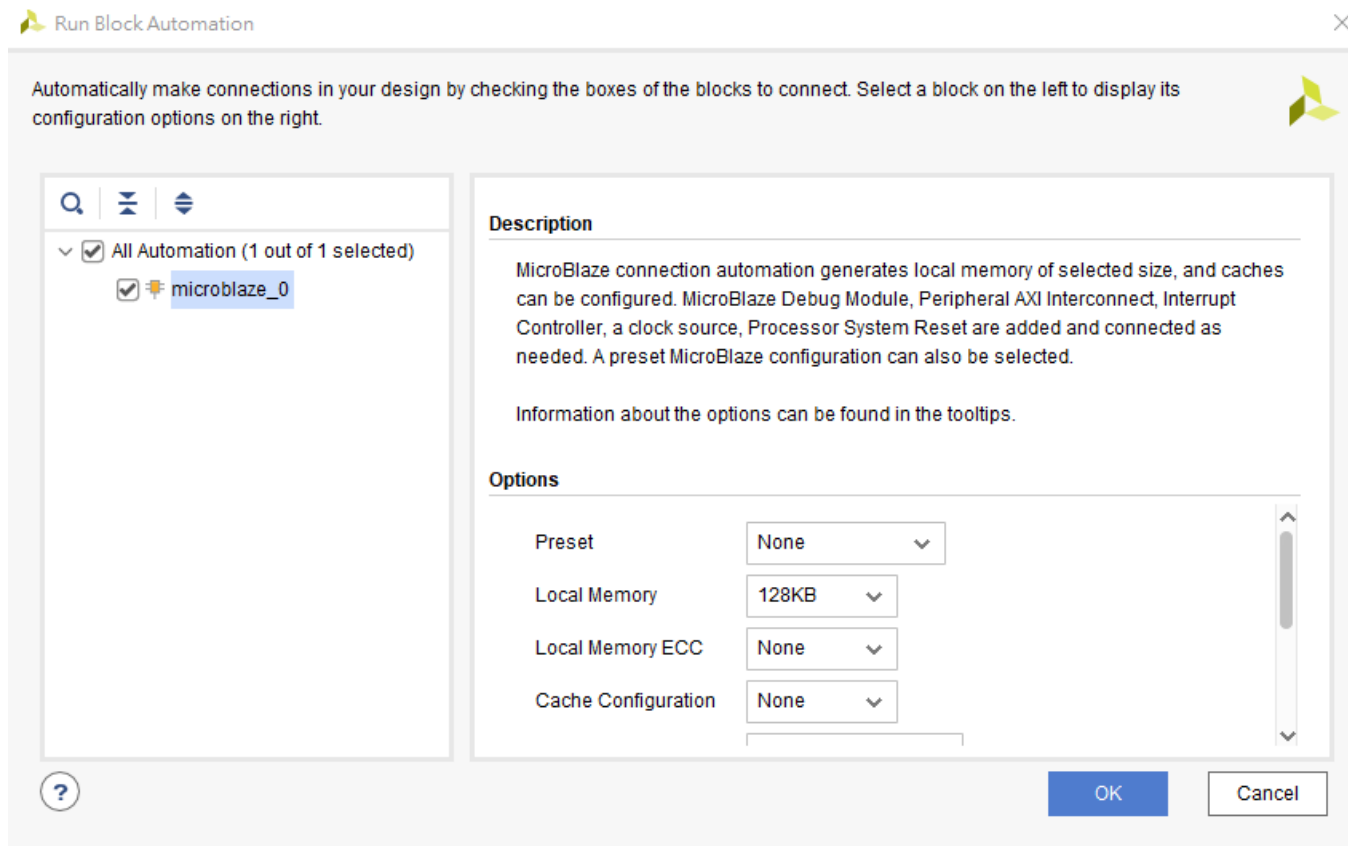 Run Block Automation
Automatically make connections in your design by checking the boxes of the blocks to connect. Select a block on the left to display its
configuration options on the right.
All Automation (1 out of 1 selected)
microblaze_0
Description
MicroBlaze connection automation generates local memory of selected size, and caches
can be configured. MicroBlaze Debug Module, Peripheral AXI Interconnect, Interrupt
Controller, a clock source, Processor System Reset are added and connected as
needed. A preset MicroBlaze configuration can also be selected.
Information about the options can be found in the tooltips.
Options
Preset None
Local Memory 128KB
Local Memory ECC None
Cache Configuration None
? OK Cancel